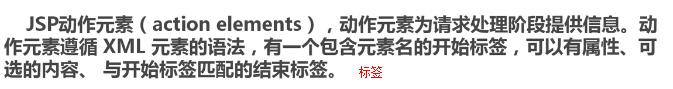 JSP动作元素（action elements），动作元素为请求处理阶段提供信息。动
作元素遵循 XML 元素的语法，有一个包含元素名的开始标签，可以有属性、可
选的内容、 与开始标签匹配的结束标签。 标签